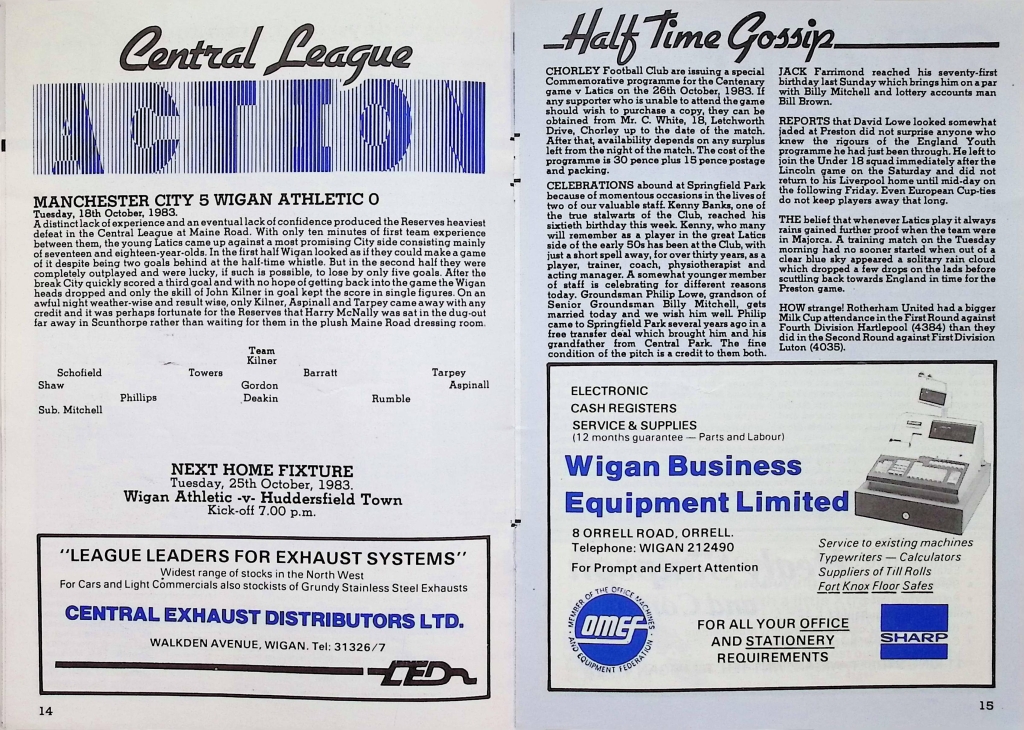 Central League
ACTION
MANCHESTER CITY 5 WIGAN ATHLETIC 0
Tuesday, 18th October, 1983.
A distinct lack of experience and an eventual lack of confidence produced the Reserves heaviest
defeat in the Central League at Maine Road. With only ten minutes of first team experience
between them, the young Latics came up against a most promising City side consisting mainly
of seventeen and eighteen-year-olds. In the first half Wigan looked as if they could make a game
of it despite being two goals behind at the half-time whistle. But in the second half they were
completely outplayed and were lucky, if such is possible, to lose by only five goals. After the
break City quickly scored a third goal and with no hope of getting back into the game the Wigan
heads dropped and only the skill of John Kilner in goal kept the score in single figures. On an
awful night weather-wise and result wise, only Kilner, Aspinall and Tarpey came away with any
credit and it was perhaps fortunate for the Reserves that Harry McNally was sat in the dug-out
far away in Scunthorpe rather than waiting for them in the plush Maine Road dressing room.
Team
Kilner
Schofield Towers Barratt Tarpey
Shaw Gordon Aspinall
Phillips Deakin Rumble
Sub. Mitchell
NEXT HOME FIXTURE
Tuesday, 25th October, 1983.
Wigan Athletic -v- Huddersfield Town
Kick-off 7.00 p.m.
"LEAGUE LEADERS FOR EXHAUST SYSTEMS"
Widest range of stocks in the North West
For Cars and Light Commercials also stockists of Grundy Stainless Steel Exhausts
CENTRAL EXHAUST DISTRIBUTORS LTD.
WALKDEN AVENUE, WIGAN. Tel: 31326/7
CED
14
Half Time Gossip
CHORLEY Football Club are issuing a special
Commemorative programme for the Centenary
game v Latics on the 26th October, 1983. If
any supporter who is unable to attend the game
should wish to purchase a copy, they can be
obtained from Mr. C. White, 18, Letchworth
Drive, Chorley up to the date of the match.
After that, availability depends on any surplus
left from the night of the match. The cost of the
programme is 30 pence plus 15 pence postage
and packing.
CELEBRATIONS abound at Springfield Park
because of momentous occasions in the lives of
two of our valuable staff. Kenny Banks, one of
the true stalwarts of the Club, reached his
sixtieth birthday this week. Kenny, who many
will remember as a player in the great Latics
side of the early 50s has been at the Club, with
just a short spell away, for over thirty years, as a
player, trainer, coach, physiotherapist and
acting manager. A somewhat younger member
of staff is celebrating for different reasons
today. Groundsman Philip Lowe, grandson of
Senior Groundsman Billy Mitchell, gets
married today and we wish him well. Philip
came to Springfield Park several years ago in a
free transfer deal which brought him and his
grandfather from Central Park. The fine
condition of the pitch is a credit to them both.
JACK Farrimond reached his seventy-first
birthday last Sunday which brings him on a par
with Billy Mitchell and lottery accounts man
Bill Brown.
REPORTS that David Lowe looked somewhat
jaded at Preston did not surprise anyone who
knew the rigours of the England Youth
programme he had just been through. He left to
join the Under 18 squad immediately after the
Lincoln game on the Saturday and did not
return to his Liverpool home until mid-day on
the following Friday. Even European Cup-ties
do not keep players away that long.
THE belief that whenever Latics play it always
rains gained further proof when the team were
in Majorca. A training match on the Tuesday
morning had no sooner started when out of a
clear blue sky appeared a solitary rain cloud
which dropped a few drops on the lads before
scuttling back towards England in time for the
Preston game.
HOW strange! Rotherham United had a bigger
Milk Cup attendance in the First Round against
Fourth Division Hartlepool (4384) than they
did in the Second Round against First Division
Luton (4035).
ELECTRONIC
CASH REGISTERS
SERVICE & SUPPLIES
(12 months guarantee — Parts and Labour)
Wigan Business
Equipment Limited
8 ORRELL ROAD, ORRELL.
Telephone: WIGAN 212490
For Prompt and Expert Attention
Service to existing machines
Typewriters — Calculators
Suppliers of Till Rolls
Fort Knox Floor Safes
MEMBER OF THE OFFICE MACHINES
omef
AND EQUIPMENT FEDERATION
FOR ALL YOUR OFFICE
AND STATIONERY
REQUIREMENTS
SHARP
15